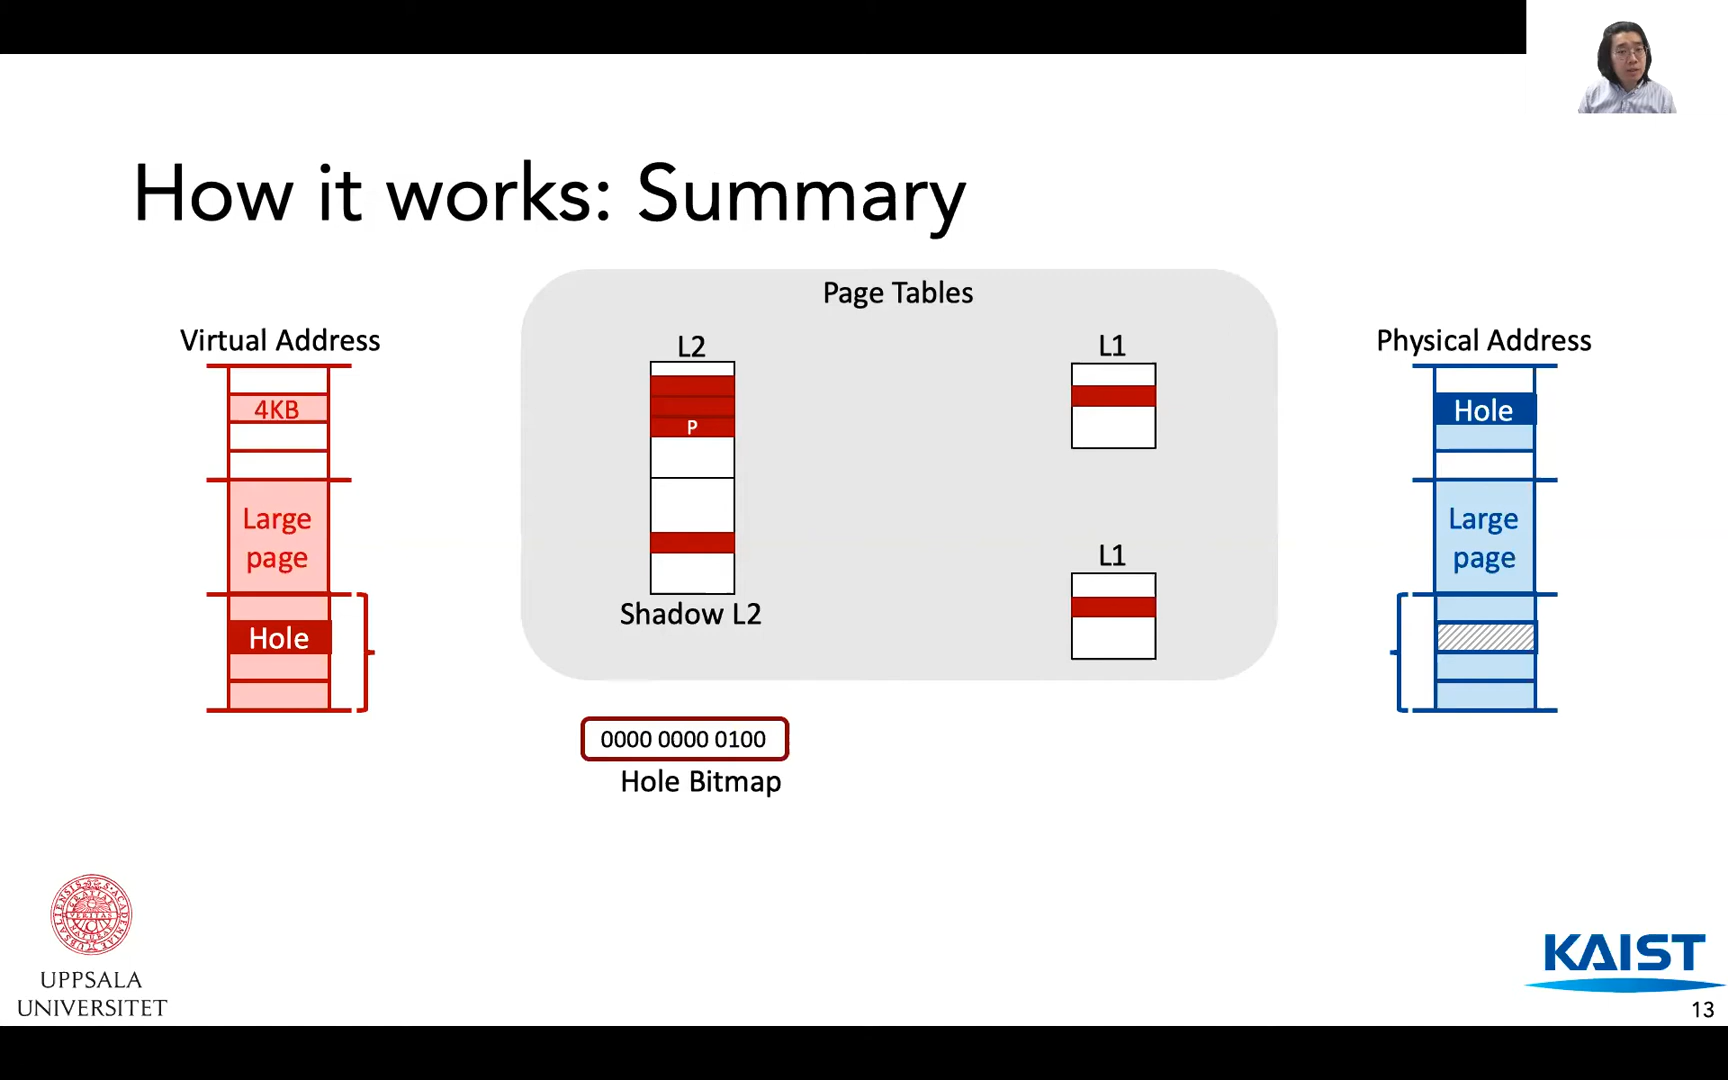 How it works: Summary
Page Tables
Virtual Address
4KB
Large
page
Hole
L2
P
Shadow L2
0000 0000 0100
Hole Bitmap
L1
L1
Physical Address
Hole
Large
page
UPPSALA
UNIVERSITET
KAIST
13